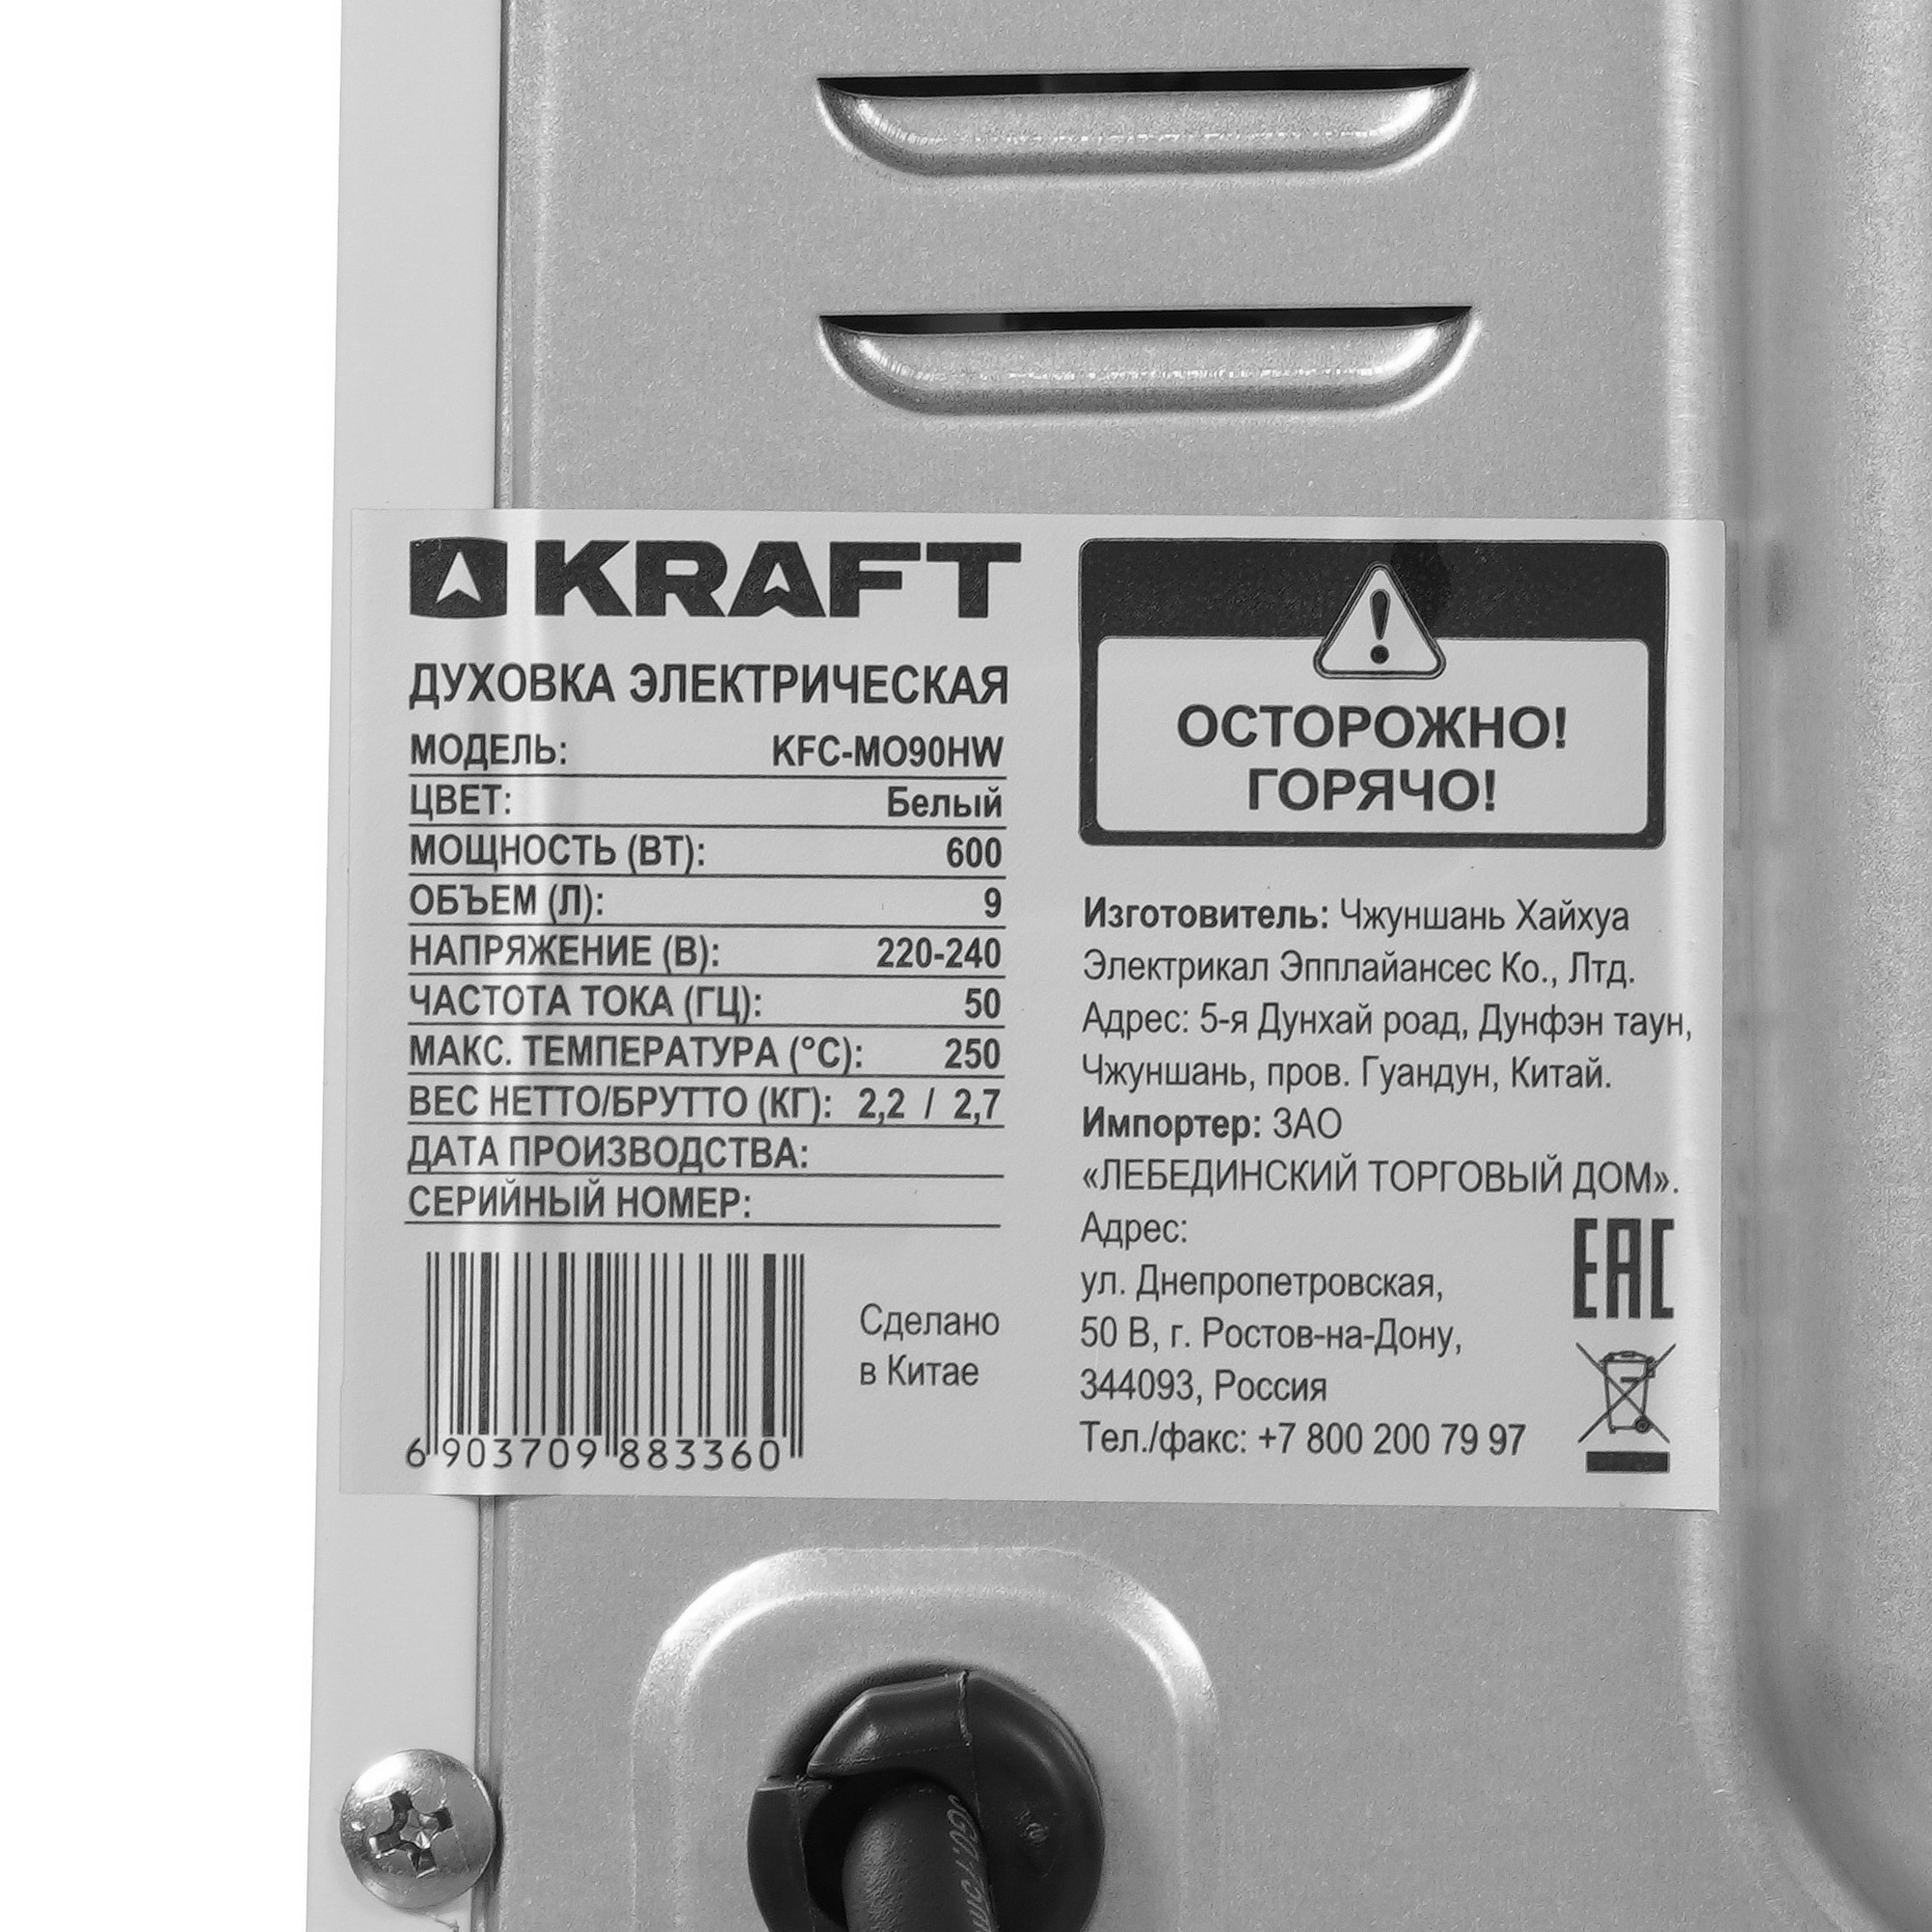 KRAFT
ДУХОВКА ЭЛЕКТРИЧЕСКАЯ
МОДЕЛЬ: KFC-MO90HW
ЦВЕТ: Белый
МОЩНОСТЬ (ВТ): 600
ОБЪЕМ (Л): 9
НАПРЯЖЕНИЕ (В): 220-240
ЧАСТОТА ТОКА (ГЦ): 50
МАКС. ТЕМПЕРАТУРА (°C): 250
ВЕС НЕТТО/БРУТТО (КГ): 2,2 / 2,7
ДАТА ПРОИЗВОДСТВА:
СЕРИЙНЫЙ НОМЕР:
6 903709 883360
Сделано
в Китае
ОСТОРОЖНО!
ГОРЯЧО!
Изготовитель: Чжуншань Хайхуа
Электрикал Эпплайансес Ко., Лтд.
Адрес: 5-я Дунхай роад, Дунфэн таун,
Чжуншань, пров. Гуандун, Китай.
Импортер: ЗАО
«ЛЕБЕДИНСКИЙ ТОРГОВЫЙ ДОМ».
Адрес:
ул. Днепропетровская,
50 В, г. Ростов-на-Дону,
344093, Россия
Тел./факс: +7 800 200 79 97
EAC